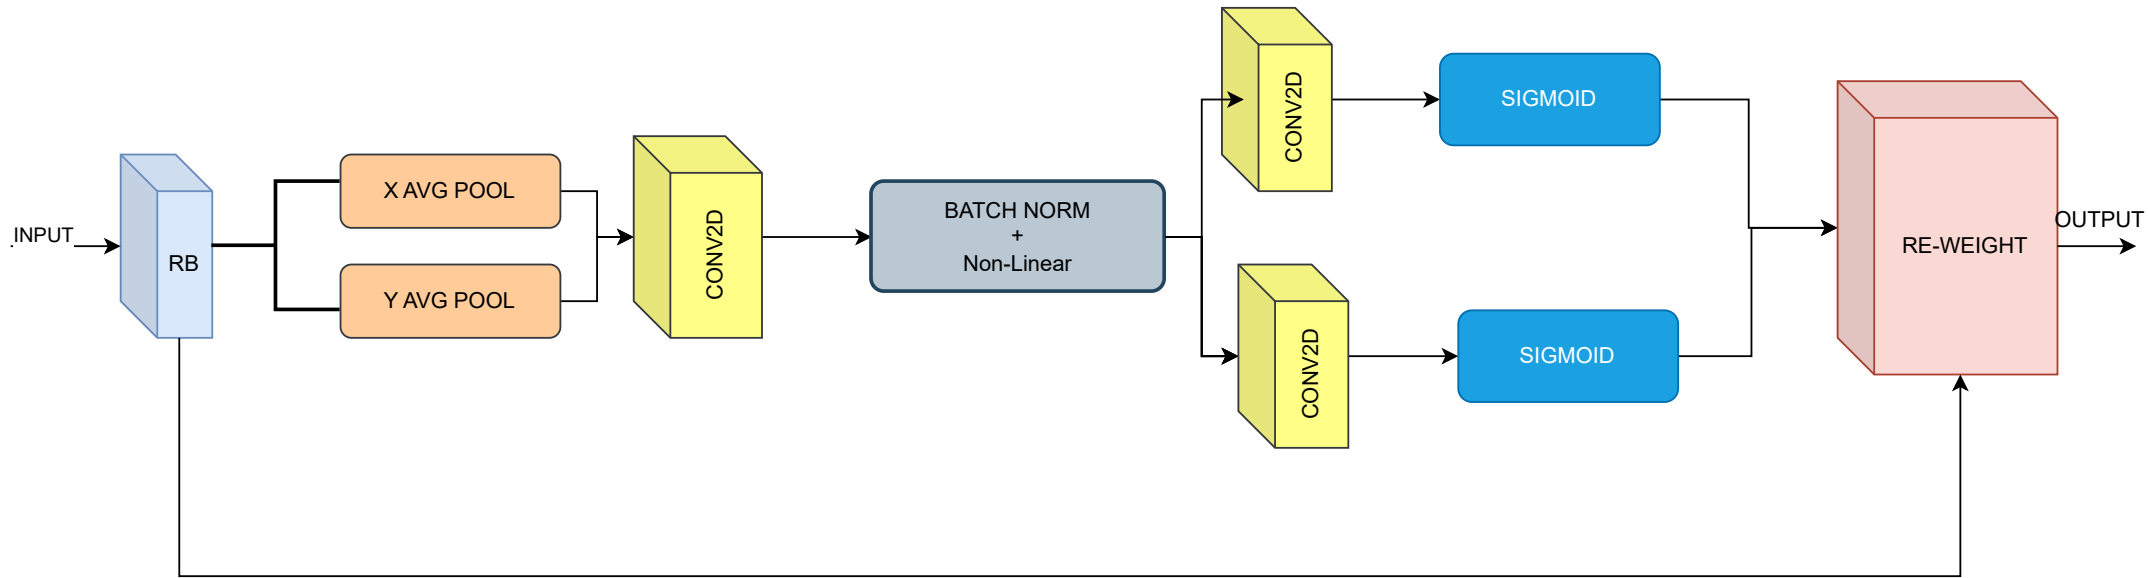 .INPUT
RB
X AVG POOL
Y AVG POOL
CONV2D
BATCH NORM
+
Non-Linear
CONV2D
SIGMOID
CONV2D
SIGMOID
RE-WEIGHT
OUTPUT